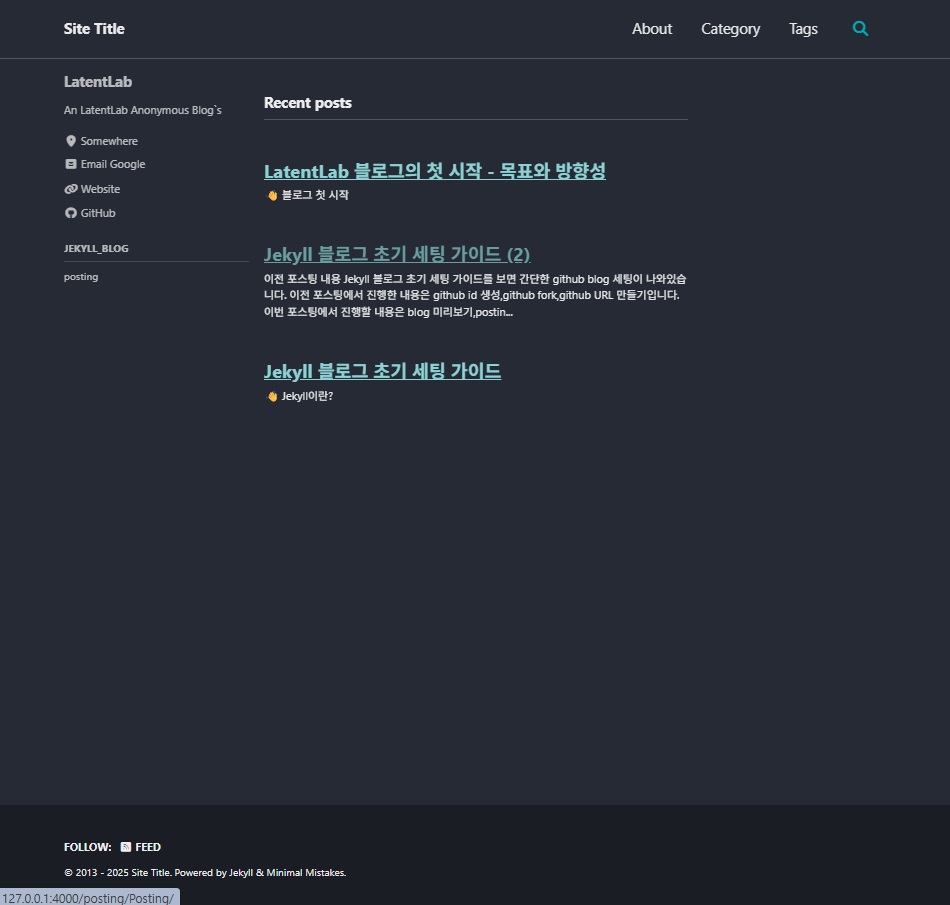 Site Title
About Category Tags
LatentLab
An LatentLab Anonymous Blog`s
Somewhere
Email Google
Website
GitHub
JEKYLL_BLOG
posting
Recent posts
LatentLab 블로그의 첫 시작 - 목표와 방향성
👋 블로그 첫 시작
Jekyll 블로그 초기 세팅 가이드 (2)
이전 포스팅 내용 Jekyll 블로그 초기 세팅 가이드를 보면 간단한 github blog 세팅이 나와있습
니다. 이전 포스팅에서 진행한 내용은 github id 생성,github fork,github URL 만들기입니다.
이번 포스팅에서 진행할 내용은 blog 미리보기,postin...
Jekyll 블로그 초기 세팅 가이드
👋 Jekyll이란?
FOLLOW: FEED
© 2013 - 2025 Site Title. Powered by Jekyll & Minimal Mistakes.
127.0.0.1:4000/posting/Posting/